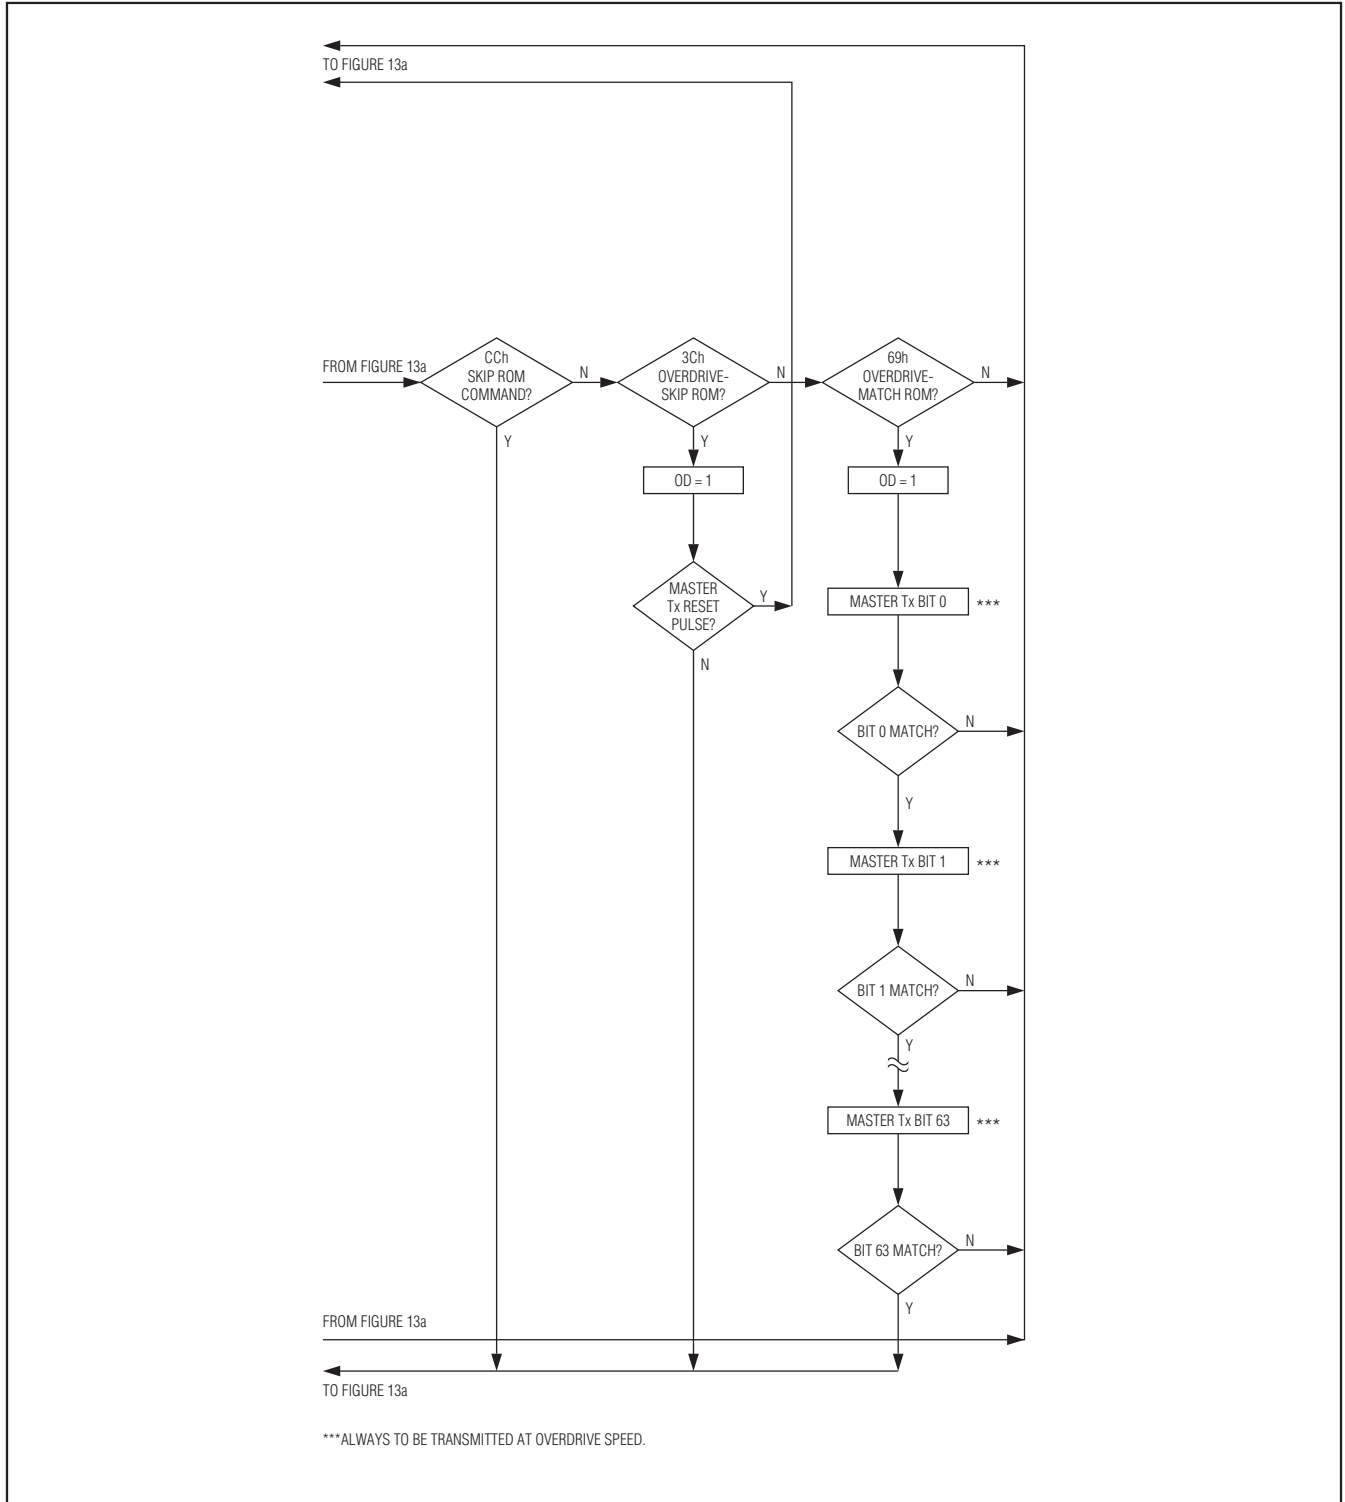 TO FIGURE 13a
FROM FIGURE 13a
CCh
SKIP ROM
COMMAND?
N
Y
3Ch
OVERDRIVE-
SKIP ROM?
N
Y
69h
OVERDRIVE-
MATCH ROM?
N
Y
OD = 1
OD = 1
MASTER
Tx RESET
PULSE?
Y
N
MASTER Tx BIT 0
***
BIT 0 MATCH?
N
Y
MASTER Tx BIT 1
***
BIT 1 MATCH?
N
Y
MASTER Tx BIT 63
***
BIT 63 MATCH?
N
Y
FROM FIGURE 13a
TO FIGURE 13a
***ALWAYS TO BE TRANSMITTED AT OVERDRIVE SPEED.